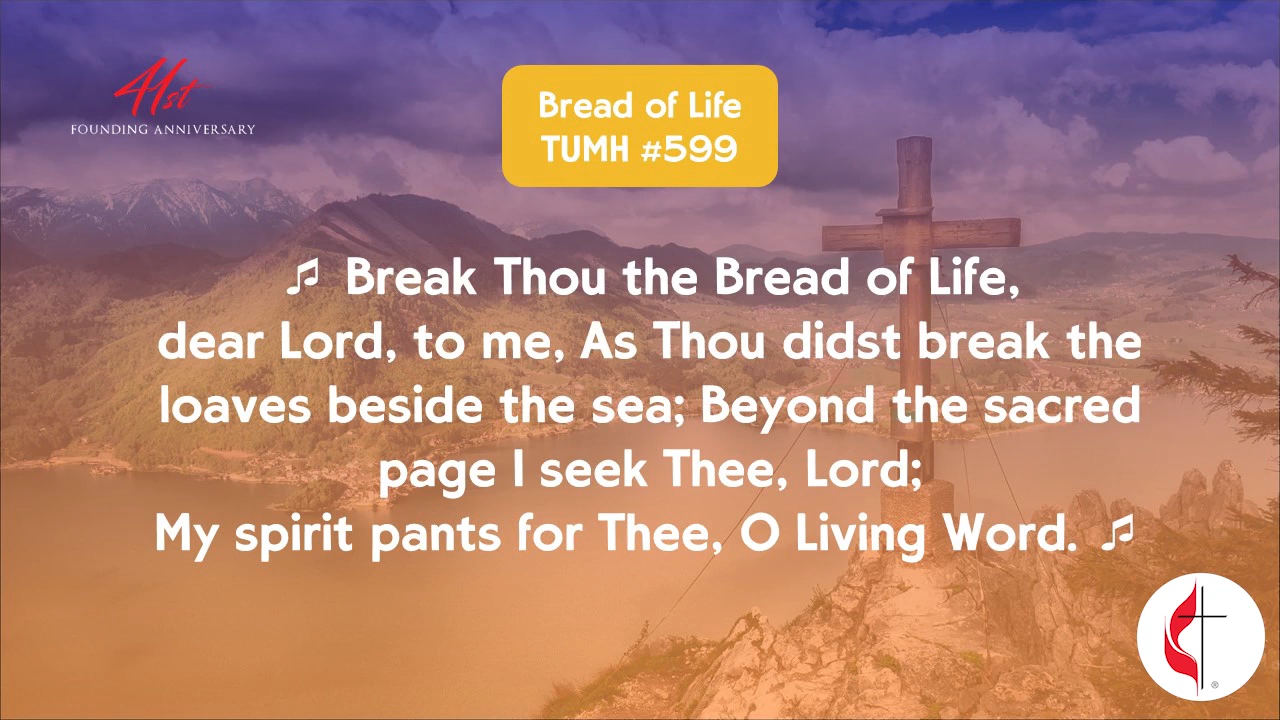 41st
FOUNDING ANNIVERSARY
Bread of Life
TUMH #599
♫ Break Thou the Bread of Life,
dear Lord, to me, As Thou didst break the
loaves beside the sea; Beyond the sacred
page I seek Thee, Lord;
My spirit pants for Thee, O Living Word. ♫
®